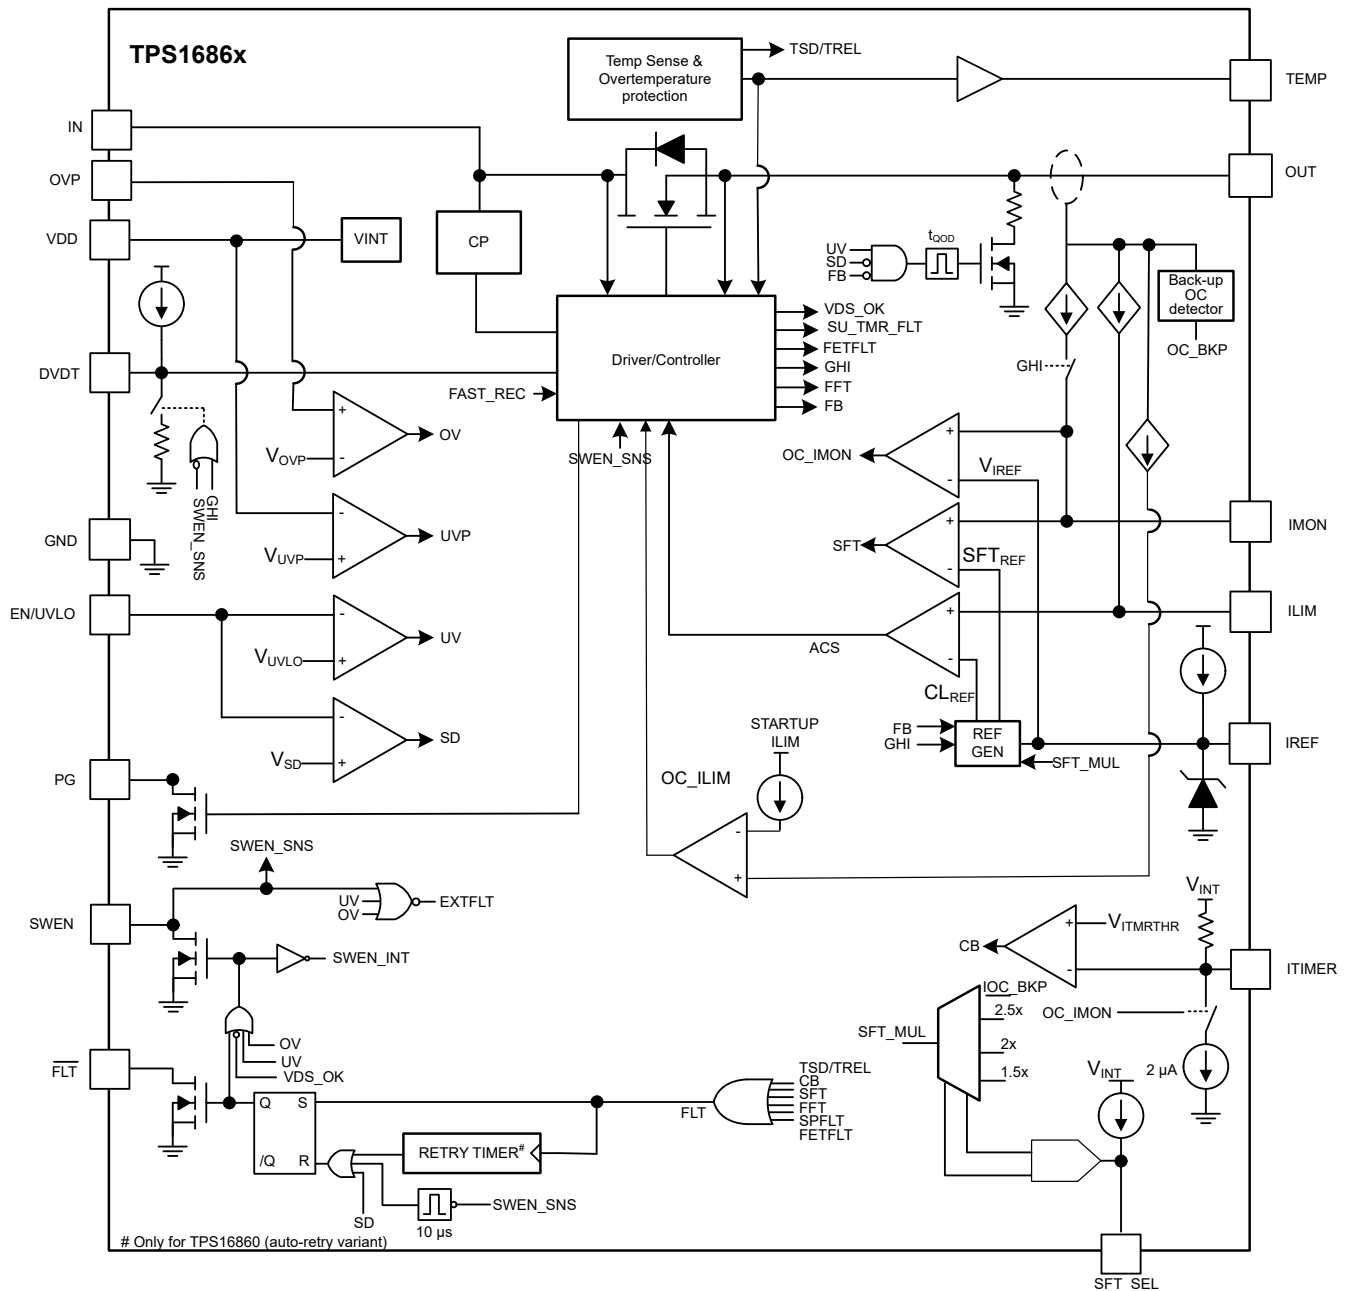 TPS1686x
Temp Sense &
Overtemperature
protection
TSD/TREL
TEMP
IN
OVP
VDD
VINT
CP
OUT
UV
SD
FB
tQOD
Back-up
OC
detector
OC_BKP
DVDT
Driver/Controller
VDS_OK
SU_TMR_FLT
FETFLT
GHI
FFT
FB
FAST_REC
SWEN_SNS
GHI
+
-
VOVP
OV
GHI
SWEN_SNS
OC_IMON
+
-
VIREF
GND
-
+
VUVP
UVP
SFT
+
-
SFTREF
IMON
EN/UVLO
-
+
VUVLO
UV
ACS
+
-
CLREF
ILIM
-
+
VSD
SD
FB
GHI
REF
GEN
SFT_MUL
IREF
PG
STARTUP
ILIM
OC_ILIM
-
+
SWEN_SNS
UV
OV
EXTFLT
SWEN
SWEN_INT
VINT
CB
+
-
VITMRTHR
ITIMER
OV
UV
VDS_OK
FLT
IOC_BKP
2.5x
2x
1.5x
SFT_MUL
OC_IMON
2 µA
VINT
Q
S
/Q
R
RETRY TIMER#
FLT
TSD/TREL
CB
SFT
FFT
SPFLT
FETFLT
SD
10 µs
SWEN_SNS
# Only for TPS16860 (auto-retry variant)
SFT_SEL